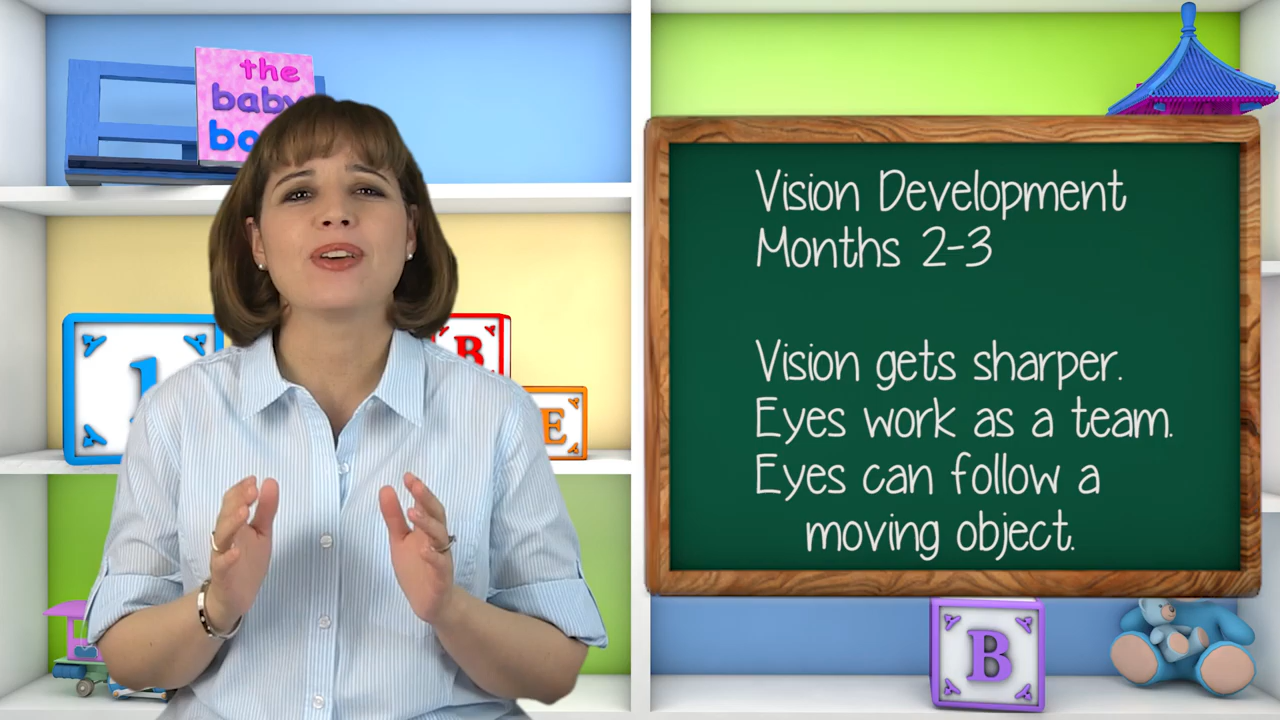 the
baby
1
B
E
Vision Development
Months 2-3
Vision gets sharper.
Eyes work as a team.
Eyes can follow a
moving object.
B